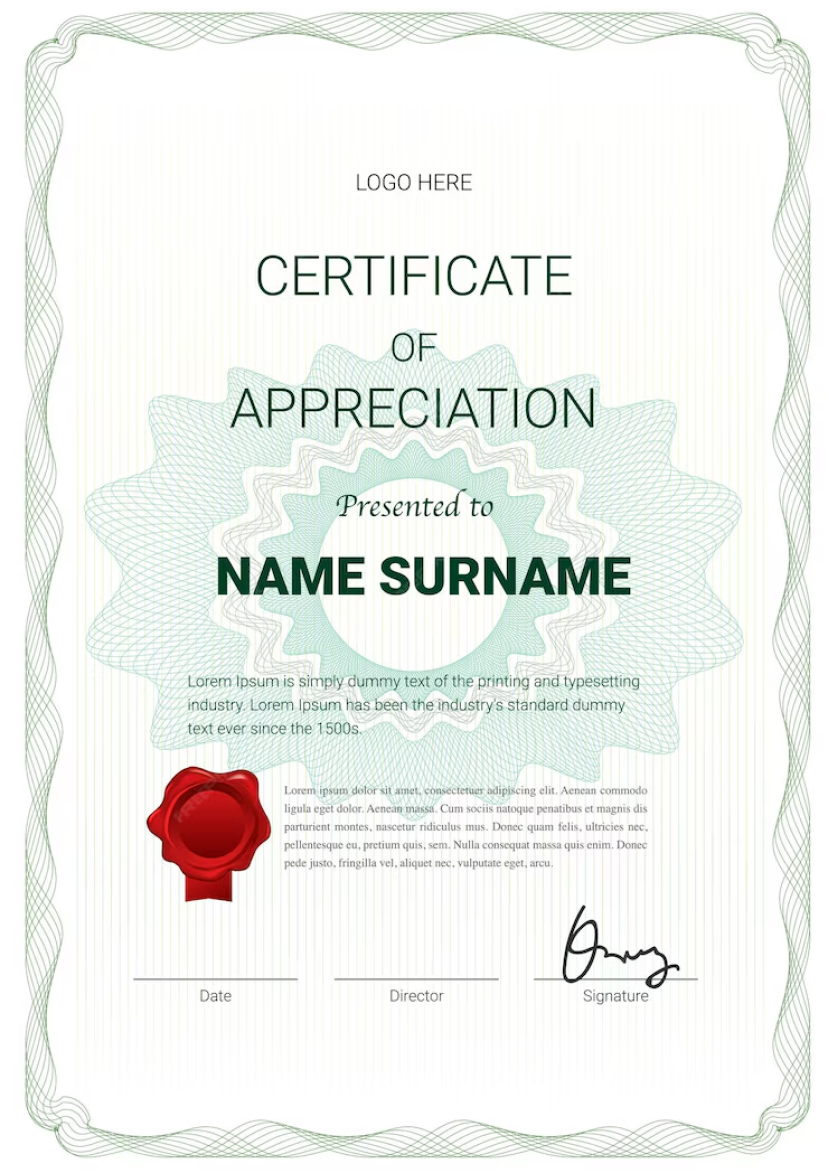 LOGO HERE
CERTIFICATE
OF
APPRECIATION
Presented to
NAME SURNAME
Lorem Ipsum is simply dummy text of the printing and typesetting
industry. Lorem Ipsum has been the industry's standard dummy
text ever since the 1500s.
Lorem ipsum dolor sit amet, consectetuer adipiscing elit. Aenean commodo
ligula eget dolor. Aenean massa. Cum sociis natoque penatibus et magnis dis
parturient montes, nascetur ridiculus mus. Donec quam felis, ultricies nec,
pellentesque eu, pretium quis, sem. Nulla consequat massa quis enim. Donec
pede justo, fringilla vel, aliquet nec, vulputate eget, arcu.
Date
Director
Signature